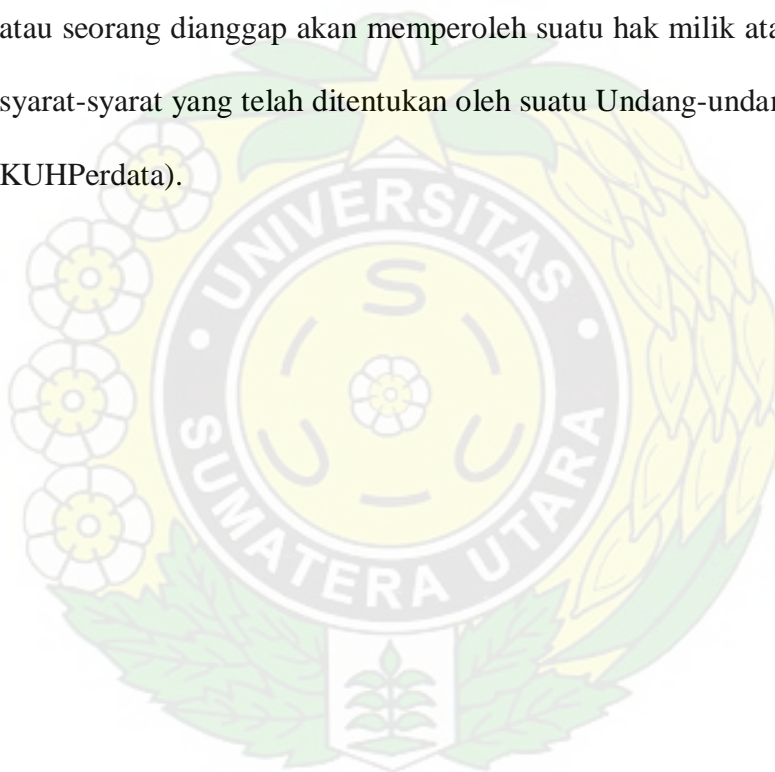 atau seorang dianggap akan memperoleh suatu hak milik
syarat-syarat yang telah ditentukan oleh suatu
KUHPerdata).
UNIVERSITAS
SUMATERA UTARA
U S U